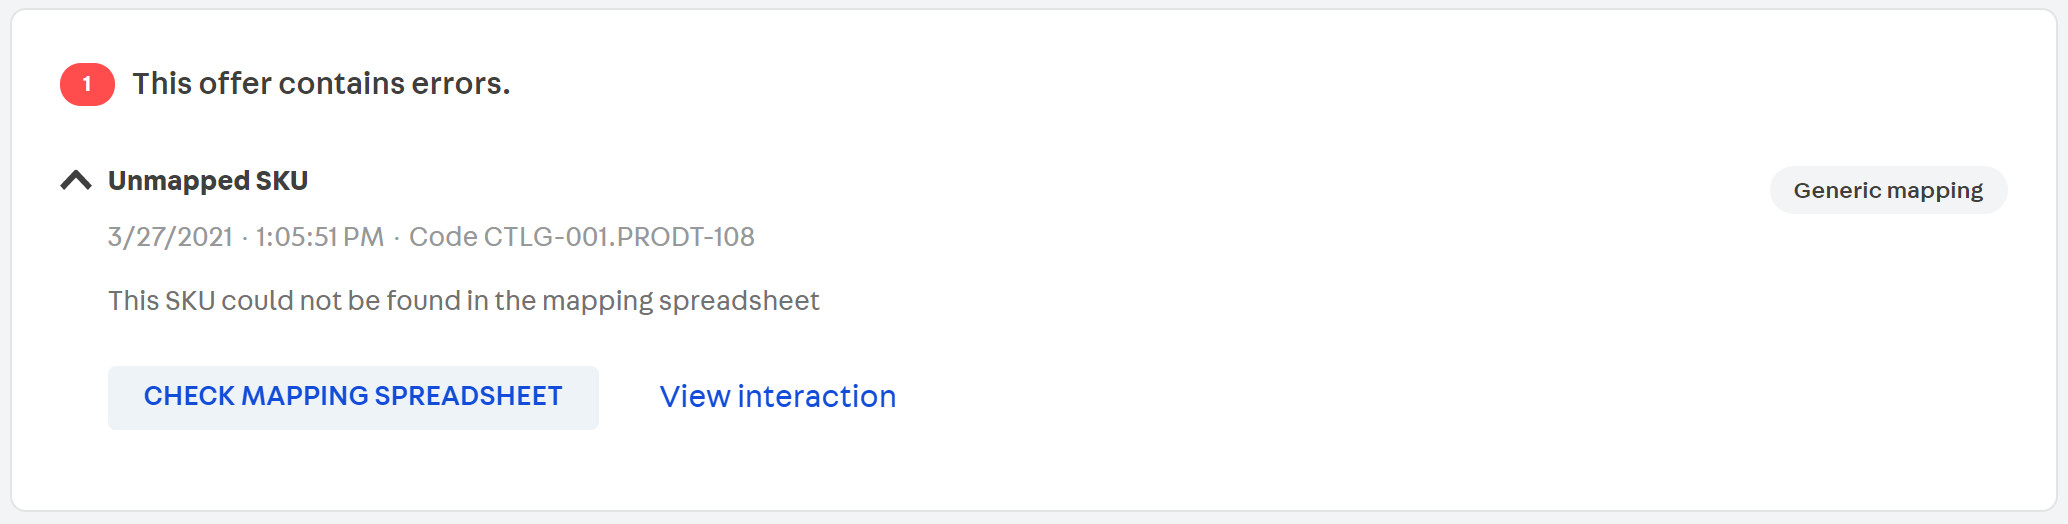 1 This offer contains errors.
Unmapped SKU
Generic mapping
3/27/2021 · 1:05:51 PM · Code CTLG-001.PRODT-108
This SKU could not be found in the mapping spreadsheet
CHECK MAPPING SPREADSHEET View interaction